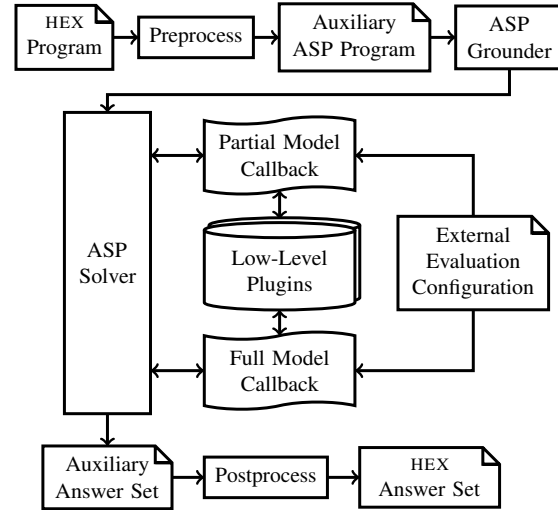 HEX
Program
Preprocess
Auxiliary
ASP Program
ASP
Grounder
ASP
Solver
Partial Model
Callback
Low-Level
Plugins
External
Evaluation
Configuration
Full Model
Callback
Auxiliary
Answer Set
Postprocess
HEX
Answer Set